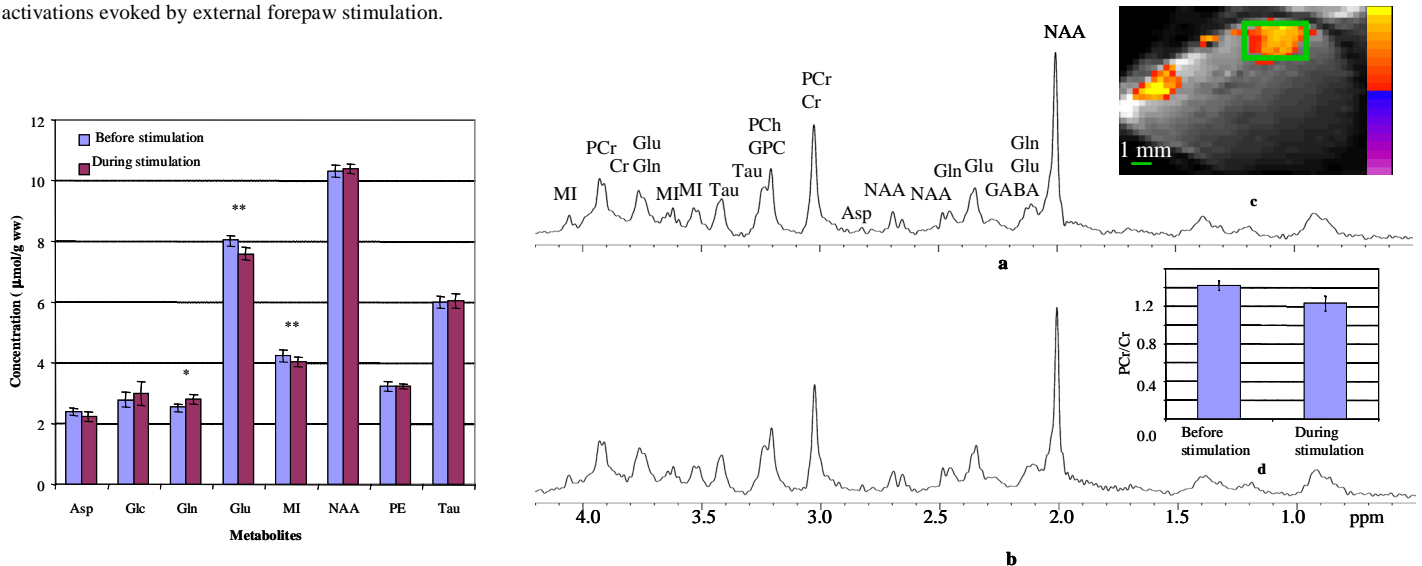 activations evoked by external forepaw stimulation.
12
10
8
6
4
2
0
Concentration ( μmol/g ww)
Before stimulation
During stimulation
*
**
**
Asp Glc Gln Glu MI NAA PE Tau
Metabolites
MI
PCr
Cr
Glu
Gln
MI
MI
Tau
Tau
PCh
GPC
PCr
Cr
Asp
NAA
NAA
Gln
Glu
GABA
Gln
Glu
NAA
a
1 mm
c
PCr/Cr
1.2
0.8
0.4
0.0
Before
stimulation
During
stimulation
d
4.0 3.5 3.0 2.5 2.0 1.5 1.0 ppm
b